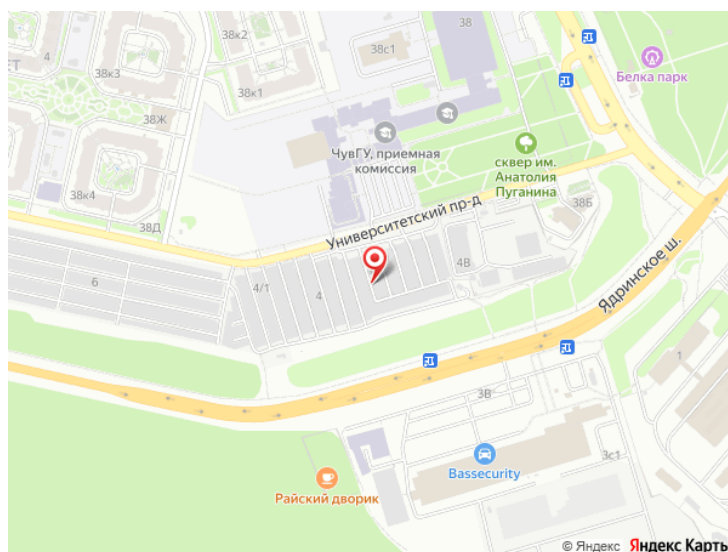 38к2
38
4
38с1
ЕТ
38к3
38к1
Белка парк
38Ж
ЧувГУ, приемная
комиссия
сквер им.
Анатолия
Пуганина
38к4
38Б
38Д
Университетский пр-д
Ядринское ш.
4В
6
4/1
4
1
3В
Bassecurity
3с1
Райский дворик
© Яндекс Яндекс Карты